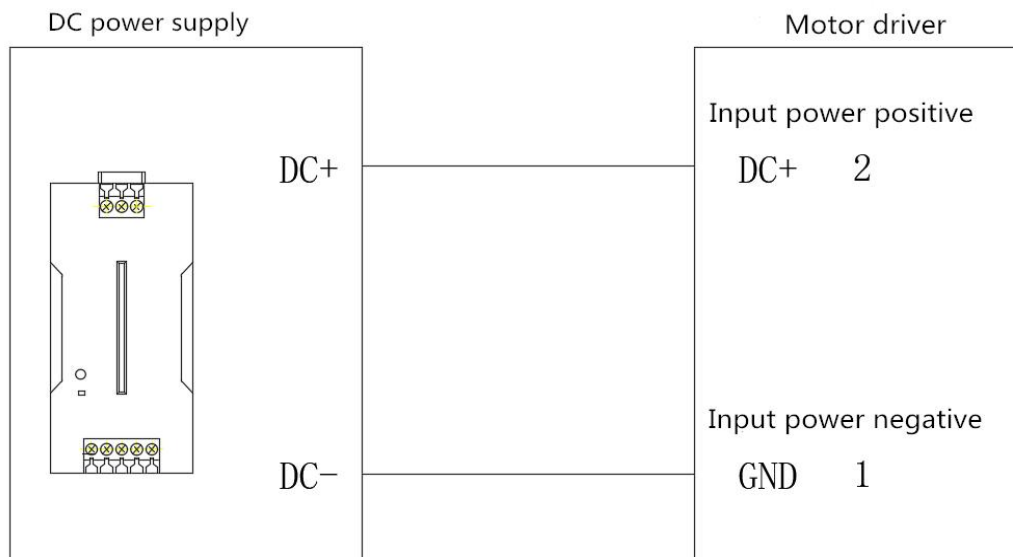 DC power supply
Motor driver
Input power positive
DC+
DC+ 2
Input power negative
DC-
GND 1